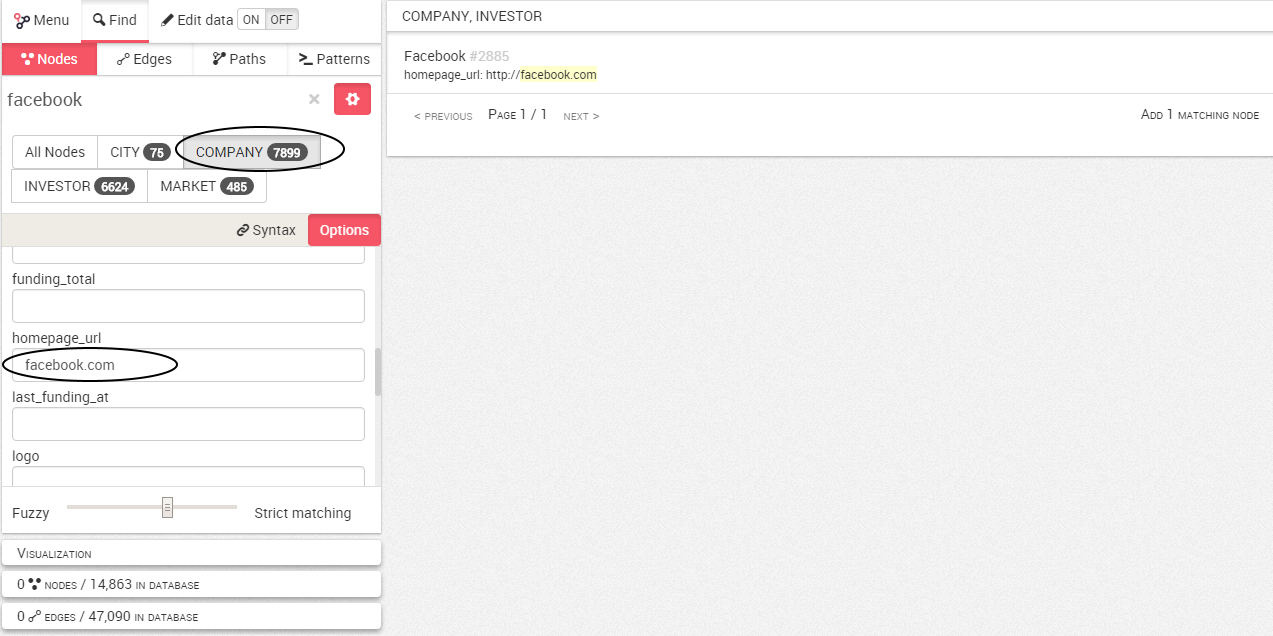 Menu Find Edit data ON OFF
Nodes Edges Paths Patterns
facebook ×
All Nodes CITY 75 COMPANY 7899
INVESTOR 6624 MARKET 485
Syntax Options
funding_total
homepage_url
facebook.com
last_funding_at
logo
Fuzzy Strict matching
Visualization
0 nodes / 14,863 in database
0 edges / 47,090 in database
COMPANY, INVESTOR
Facebook #2885
homepage_url: http://facebook.com
< previous Page 1 / 1 next > Add 1 matching node